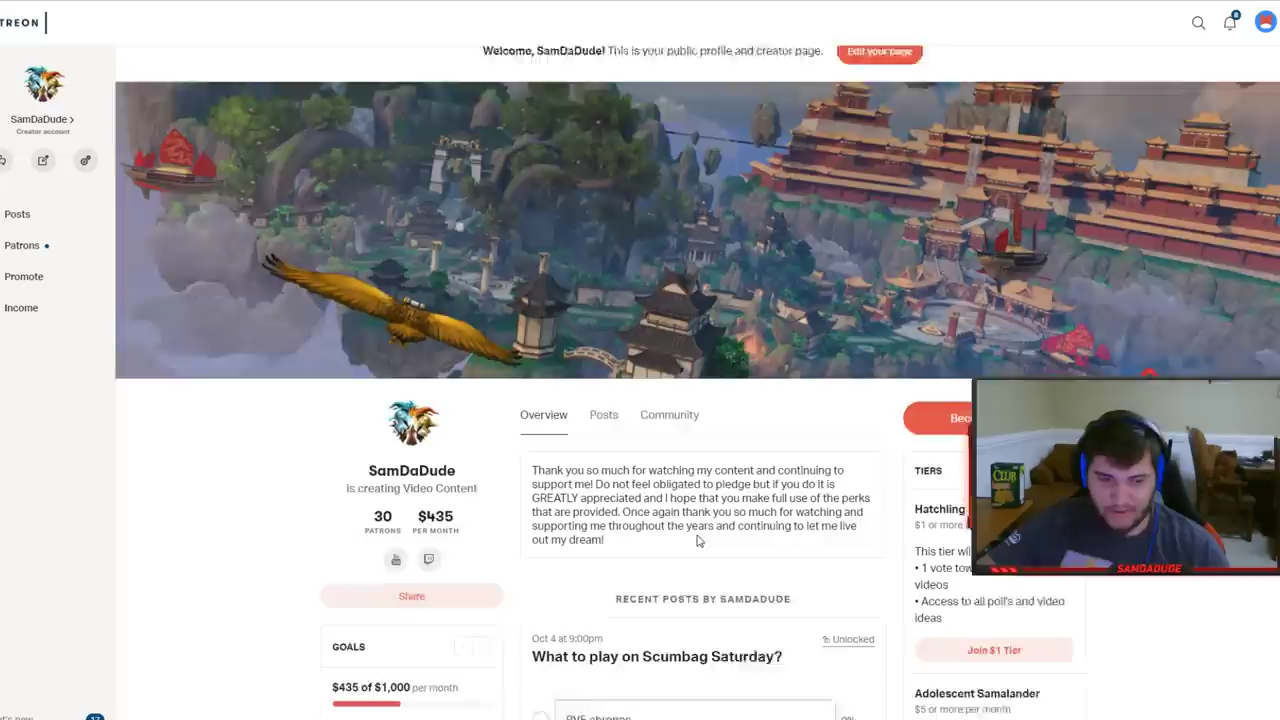 TREON
8
Welcome, SamDaDude! This is your public profile and creator page.
Edit your page
SamDaDude
Creator account
Posts
Patrons
Promote
Income
Overview
Posts
Community
SamDaDude
is creating Video Content
30
PATRONS
$435
PER MONTH
Share
GOALS
$435 of $1,000 per month
Thank you so much for watching my content and continuing to
support me! Do not feel obligated to pledge but if you do it is
GREATLY appreciated and I hope that you make full use of the perks
that are provided. Once again thank you so much for watching and
supporting me throughout the years and continuing to let me live
out my dream!
RECENT POSTS BY SAMDADUDE
Oct 4 at 9:00pm
Unlocked
What to play on Scumbag Saturday?
Bec
TIERS
Hatchling
$1 or more
This tier wil
• 1 vote tow
videos
• Access to all poll's and video
ideas
Join $1 Tier
Adolescent Samalander
$5 or more per month
CLUB
SAMDADUDE